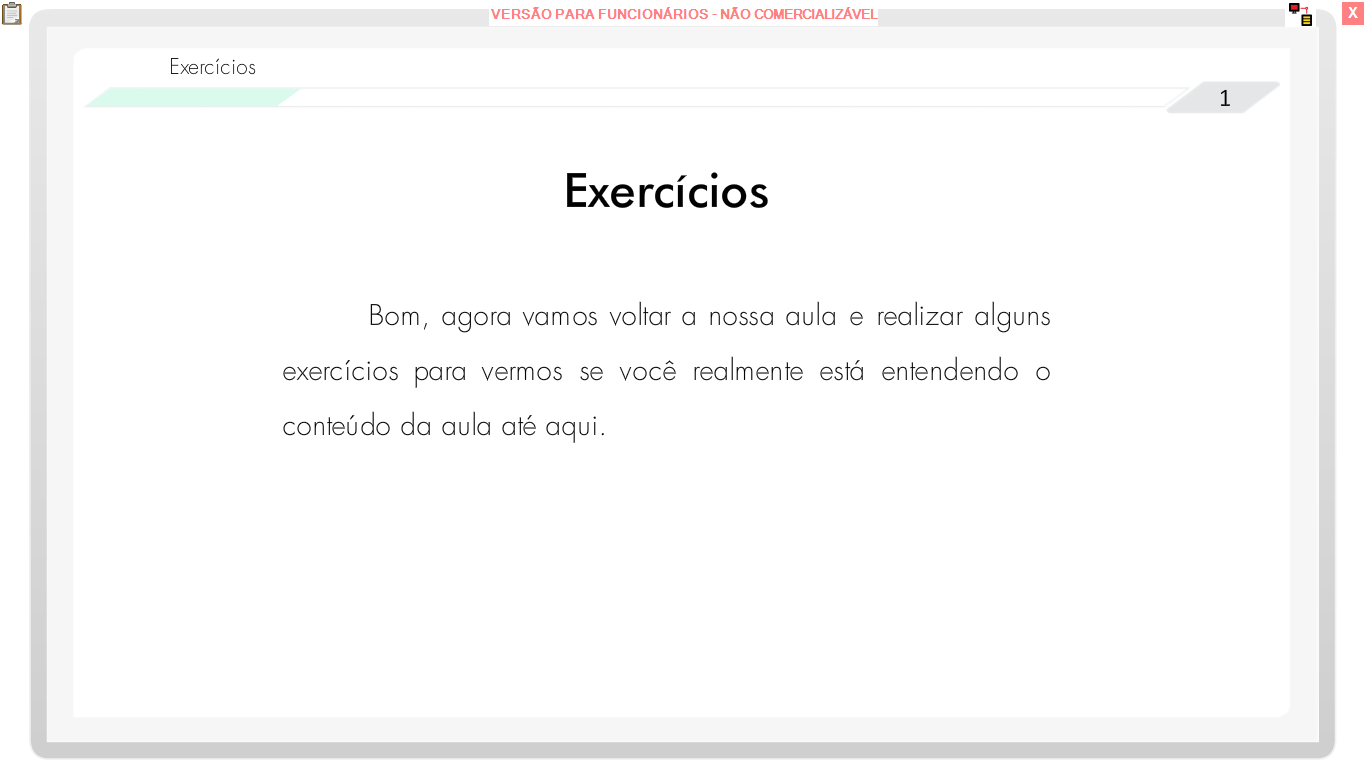 VERSÃO PARA FUNCIONÁRIOS - NÃO COMERCIALIZÁVEL
X
Exercícios
1
Exercícios
Bom, agora vamos voltar a nossa aula e realizar alguns
exercícios para vermos se você realmente está entendendo o
conteúdo da aula até aqui.